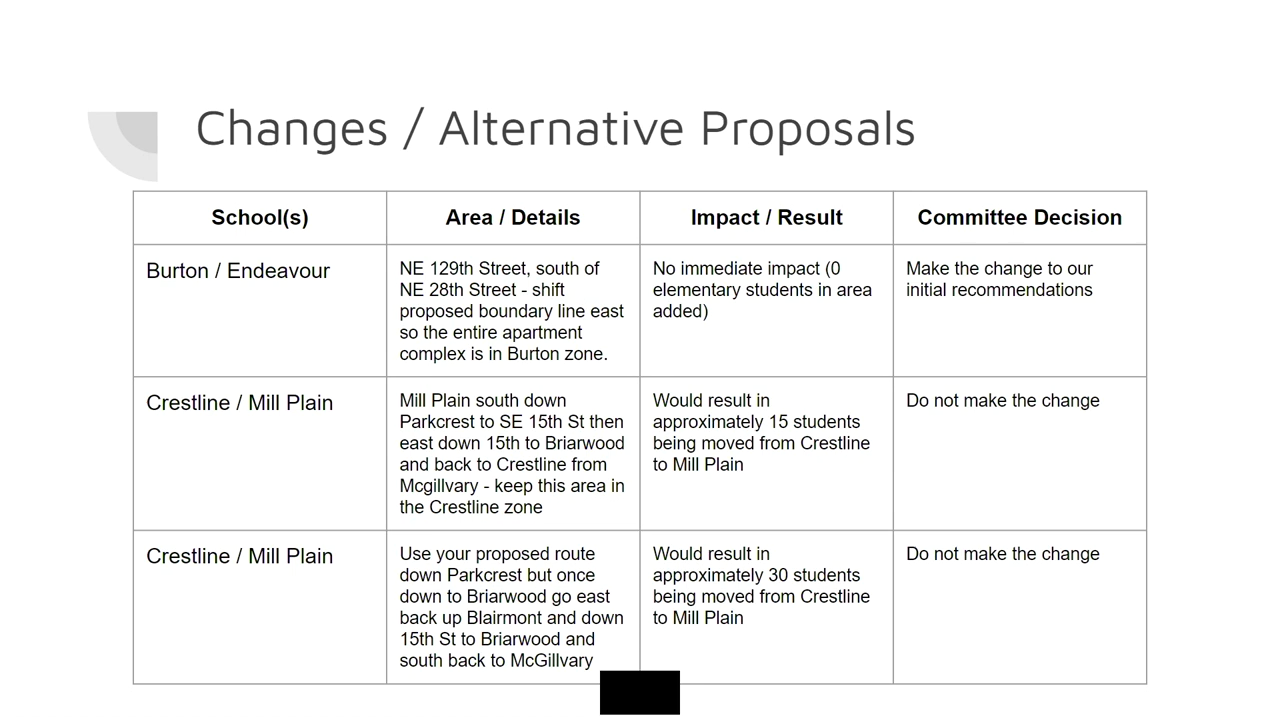 Changes / Alternative Proposals
School(s)
Area / Details
Impact / Result
Committee Decision
Burton / Endeavour
NE 129th Street, south of
NE 28th Street - shift
proposed boundary line east
so the entire apartment
complex is in Burton zone.
No immediate impact (0
elementary students in area
added)
Make the change to our
initial recommendations
Crestline / Mill Plain
Mill Plain south down
Parkcrest to SE 15th St then
east down 15th to Briarwood
and back to Crestline from
Mcgillvary - keep this area in
the Crestline zone
Would result in
approximately 15 students
being moved from Crestline
to Mill Plain
Do not make the change
Crestline / Mill Plain
Use your proposed route
down Parkcrest but once
down to Briarwood go east
back up Blairmont and down
15th St to Briarwood and
south back to McGillvary
Would result in
approximately 30 students
being moved from Crestline
to Mill Plain
Do not make the change